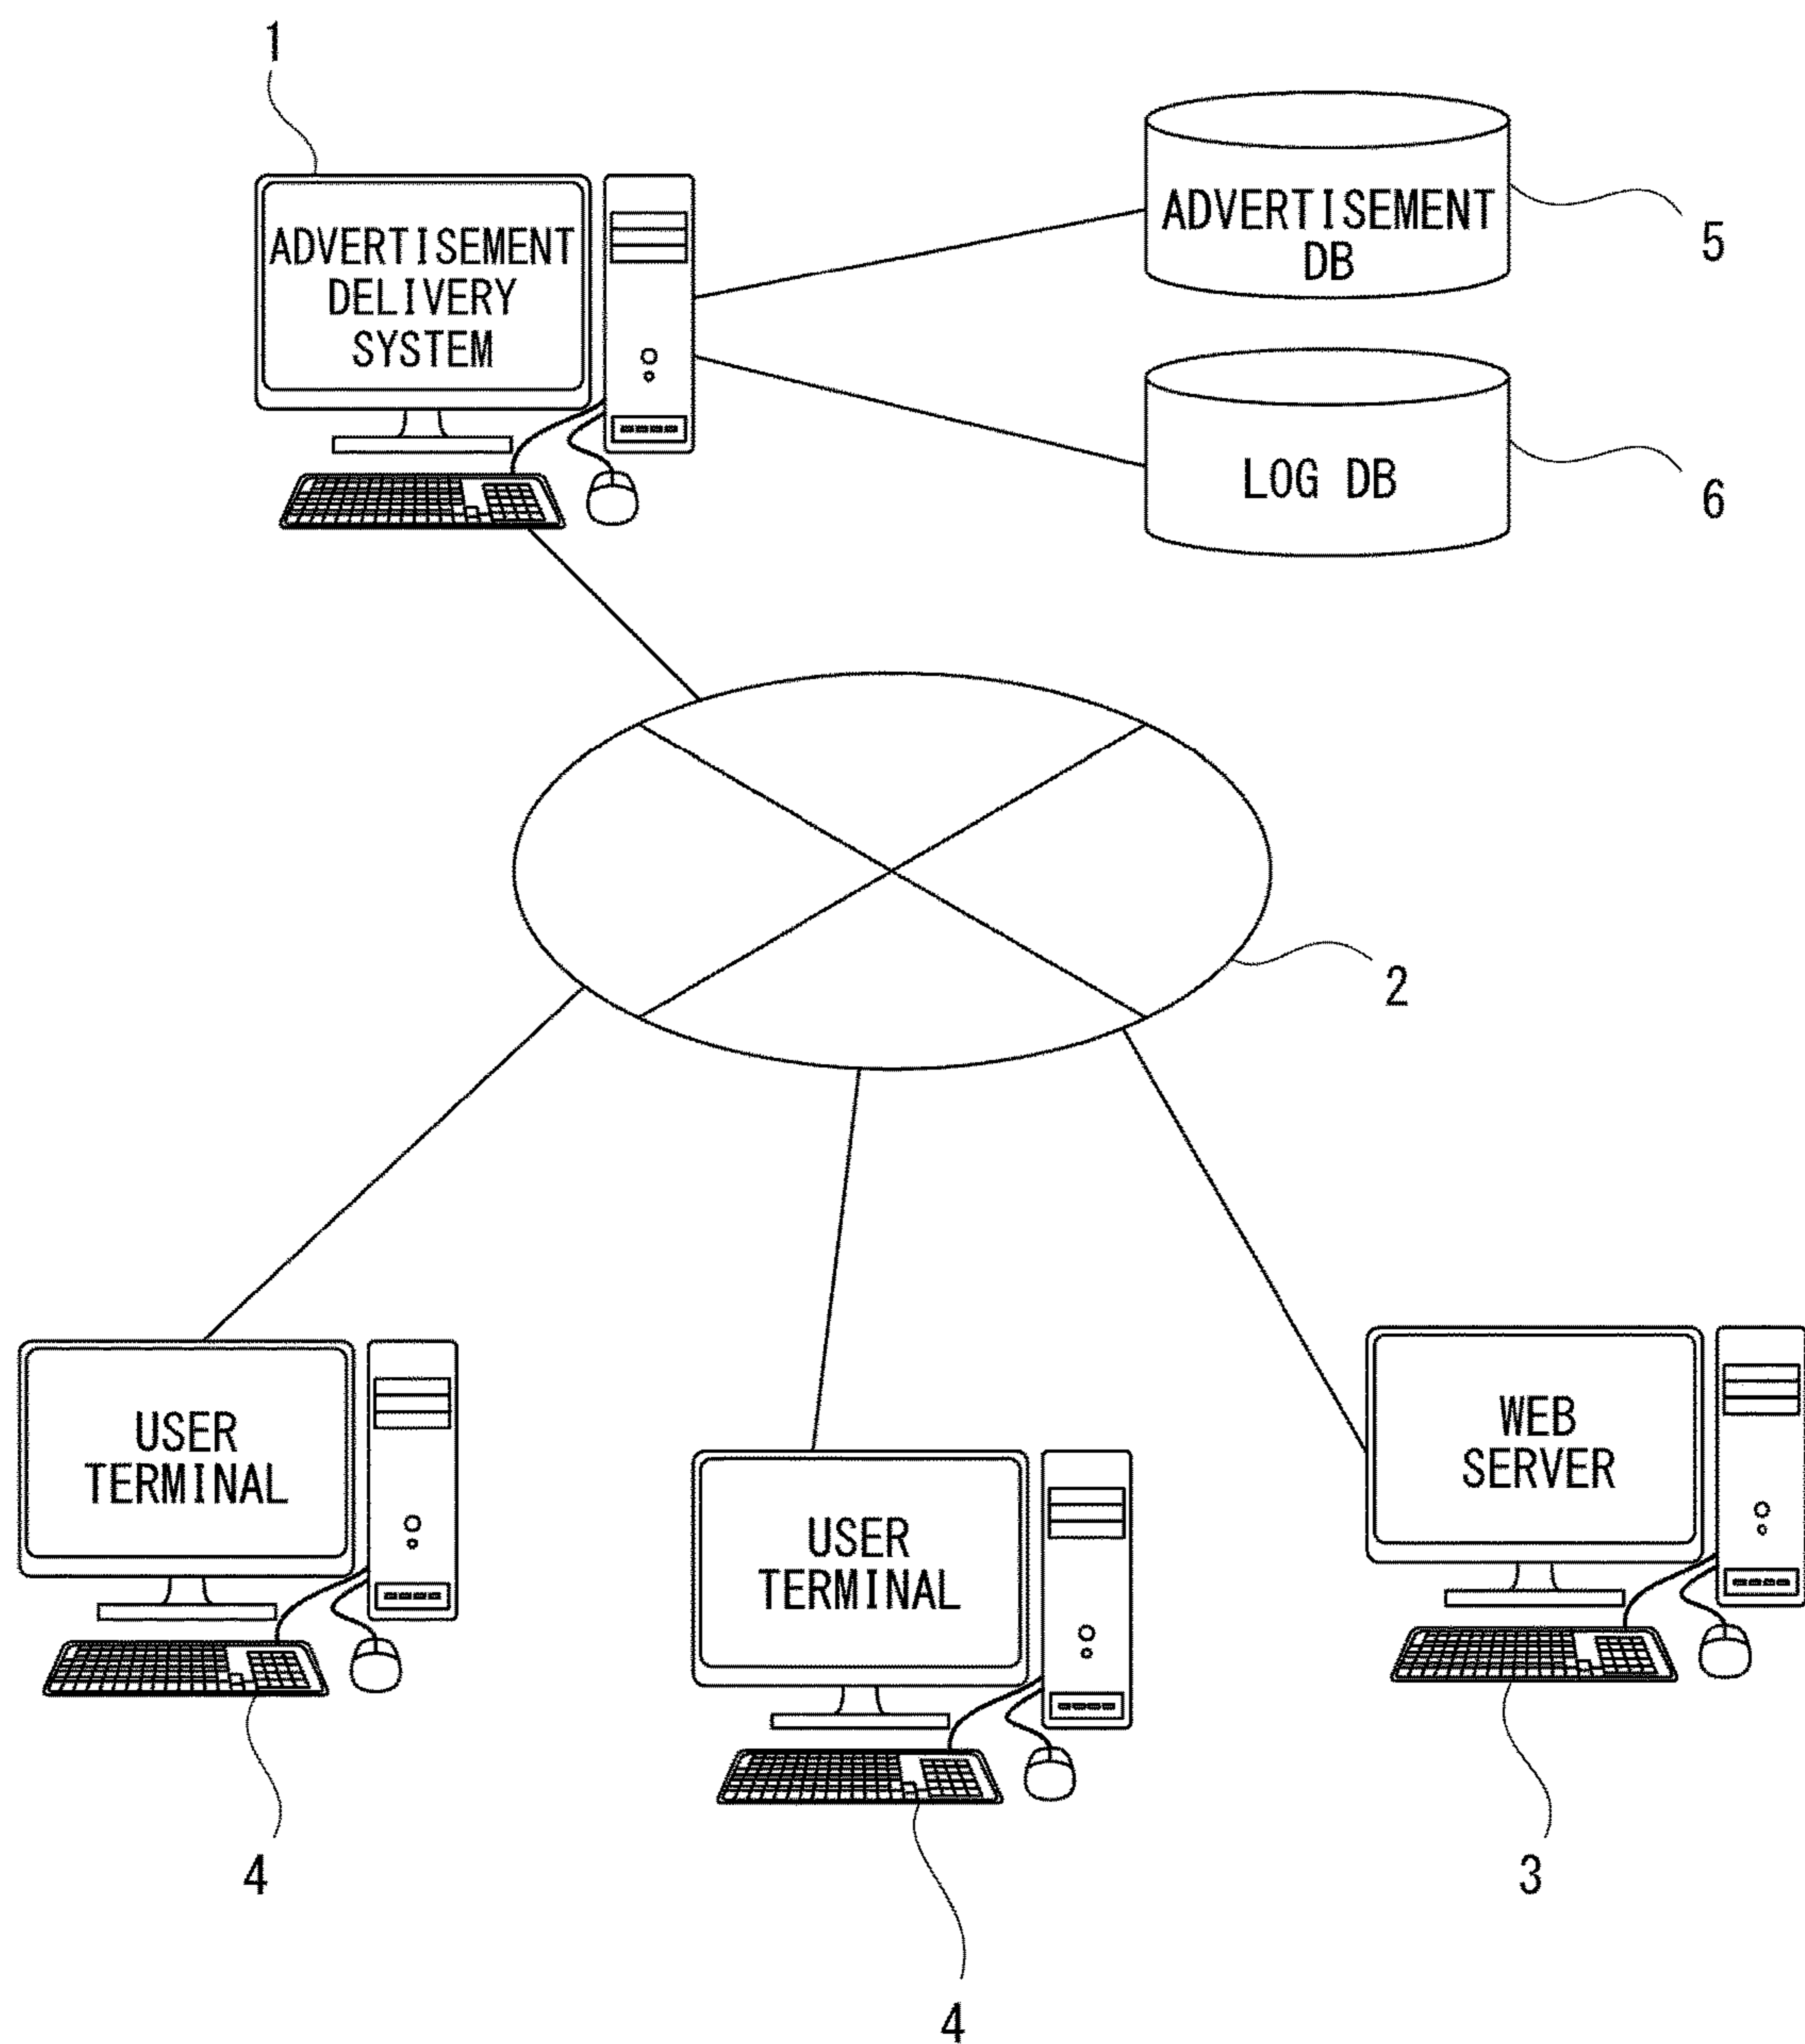 1
ADVERTISEMENT
DELIVERY
SYSTEM
ADVERTISEMENT
DB
5
LOG DB
6
2
USER
TERMINAL
4
USER
TERMINAL
4
WEB
SERVER
3